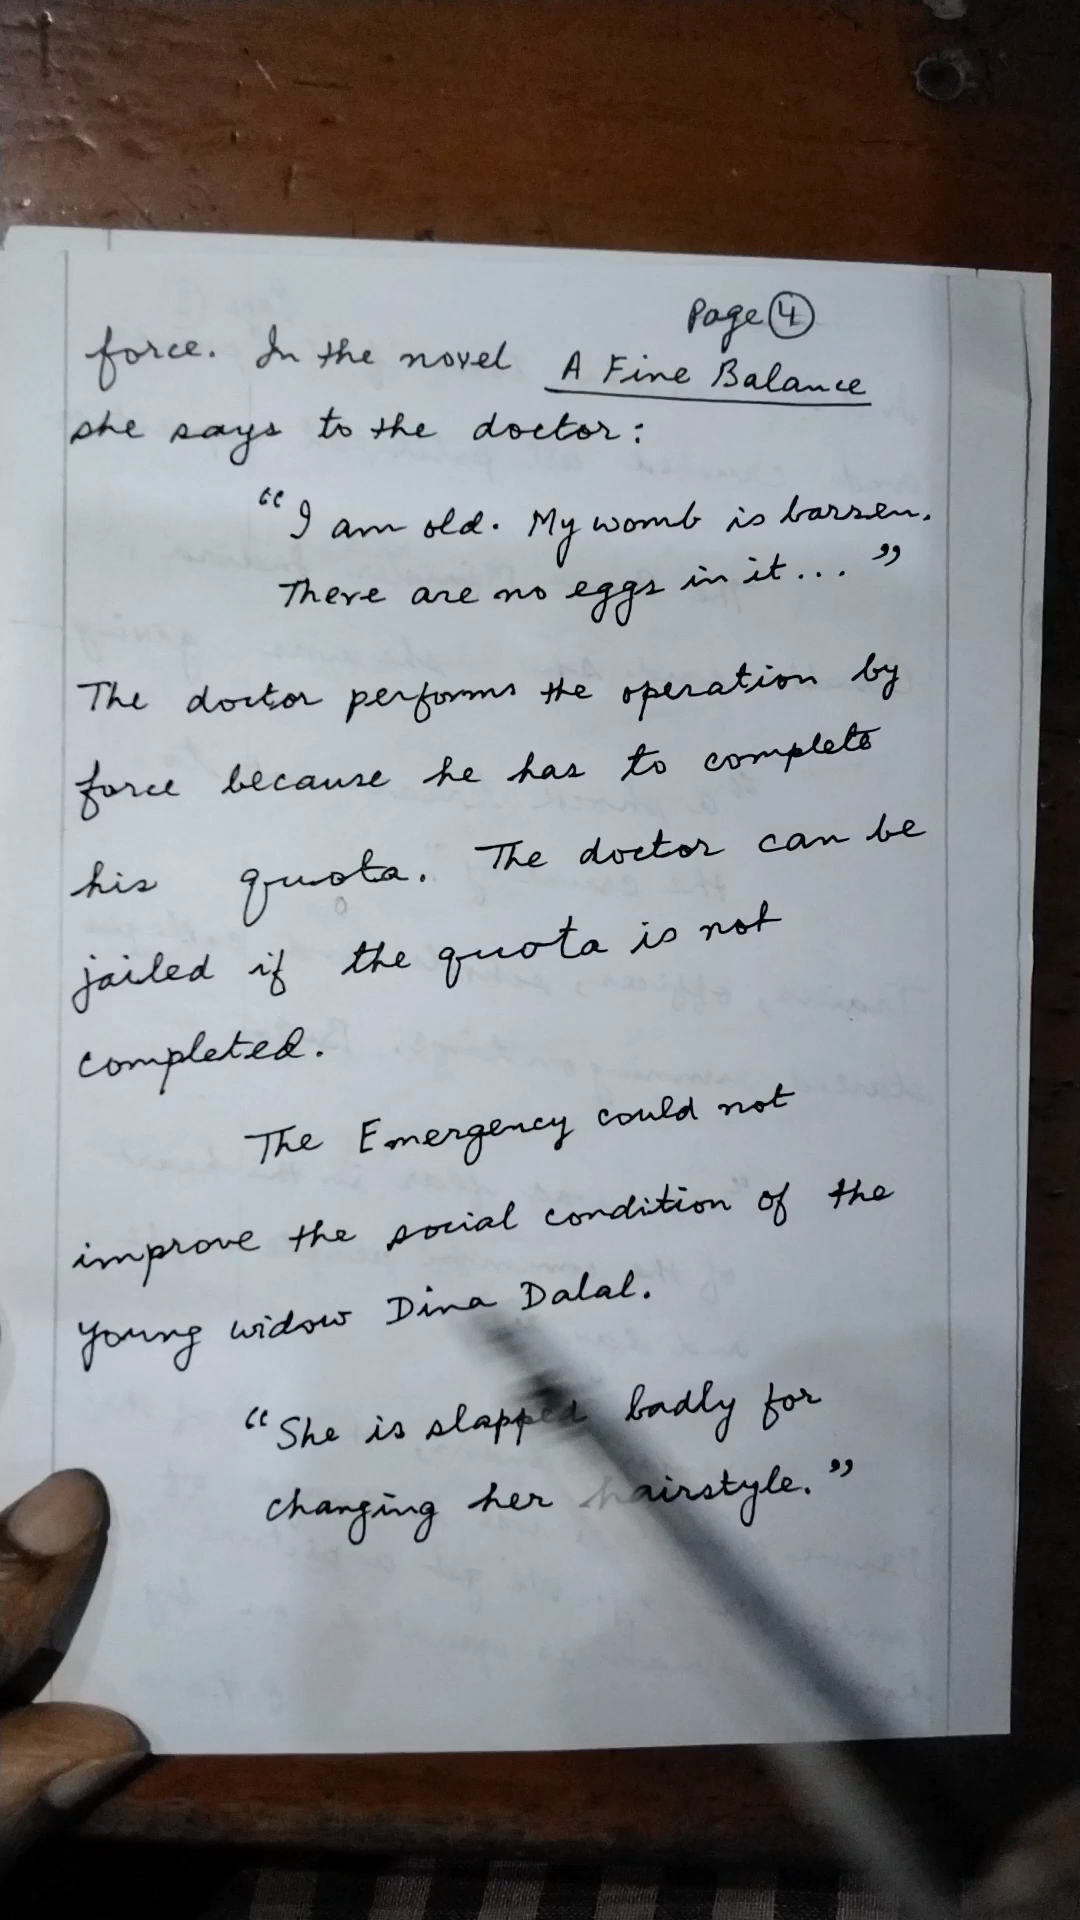 Page 4
force. In the novel A Fine Balance
she says to the doctor:
"I am old. My womb is barren.
There are no eggs in it..."
The doctor performs the operation by
force because he has to complete
his quota. The doctor can be
jailed if the quota is not
completed.
The Emergency could not
improve the social condition of the
young widow Dina Dalal.
"She is slapped badly for
changing her hairstyle."